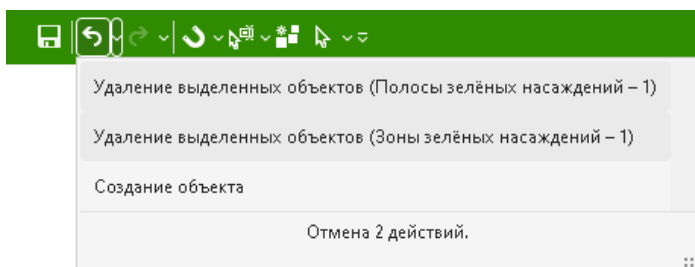 Удаление выделенных объектов (Полосы зелёных насаждений – 1)
Удаление выделенных объектов (Зоны зелёных насаждений – 1)
Создание объекта
Отмена 2 действий.